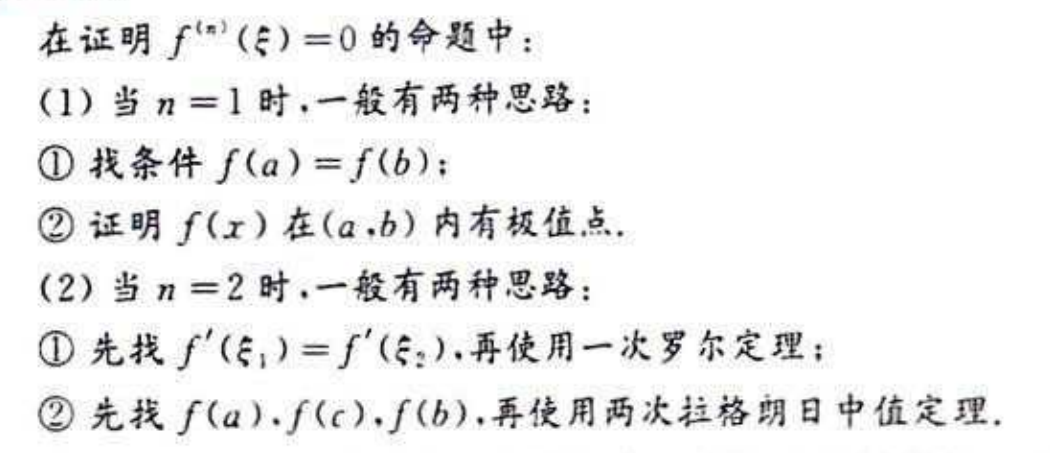 在证明 f⁽ⁿ⁾(ξ)=0 的命题中：
(1) 当 n=1 时,一般有两种思路：
① 找条件 f(a)=f(b);
② 证明 f(x) 在(a,b) 内有极值点.
(2) 当 n=2 时,一般有两种思路：
① 先找 f′(ξ₁)=f′(ξ₂),再使用一次罗尔定理;
② 先找 f(a),f(c),f(b),再使用两次拉格朗日中值定理.